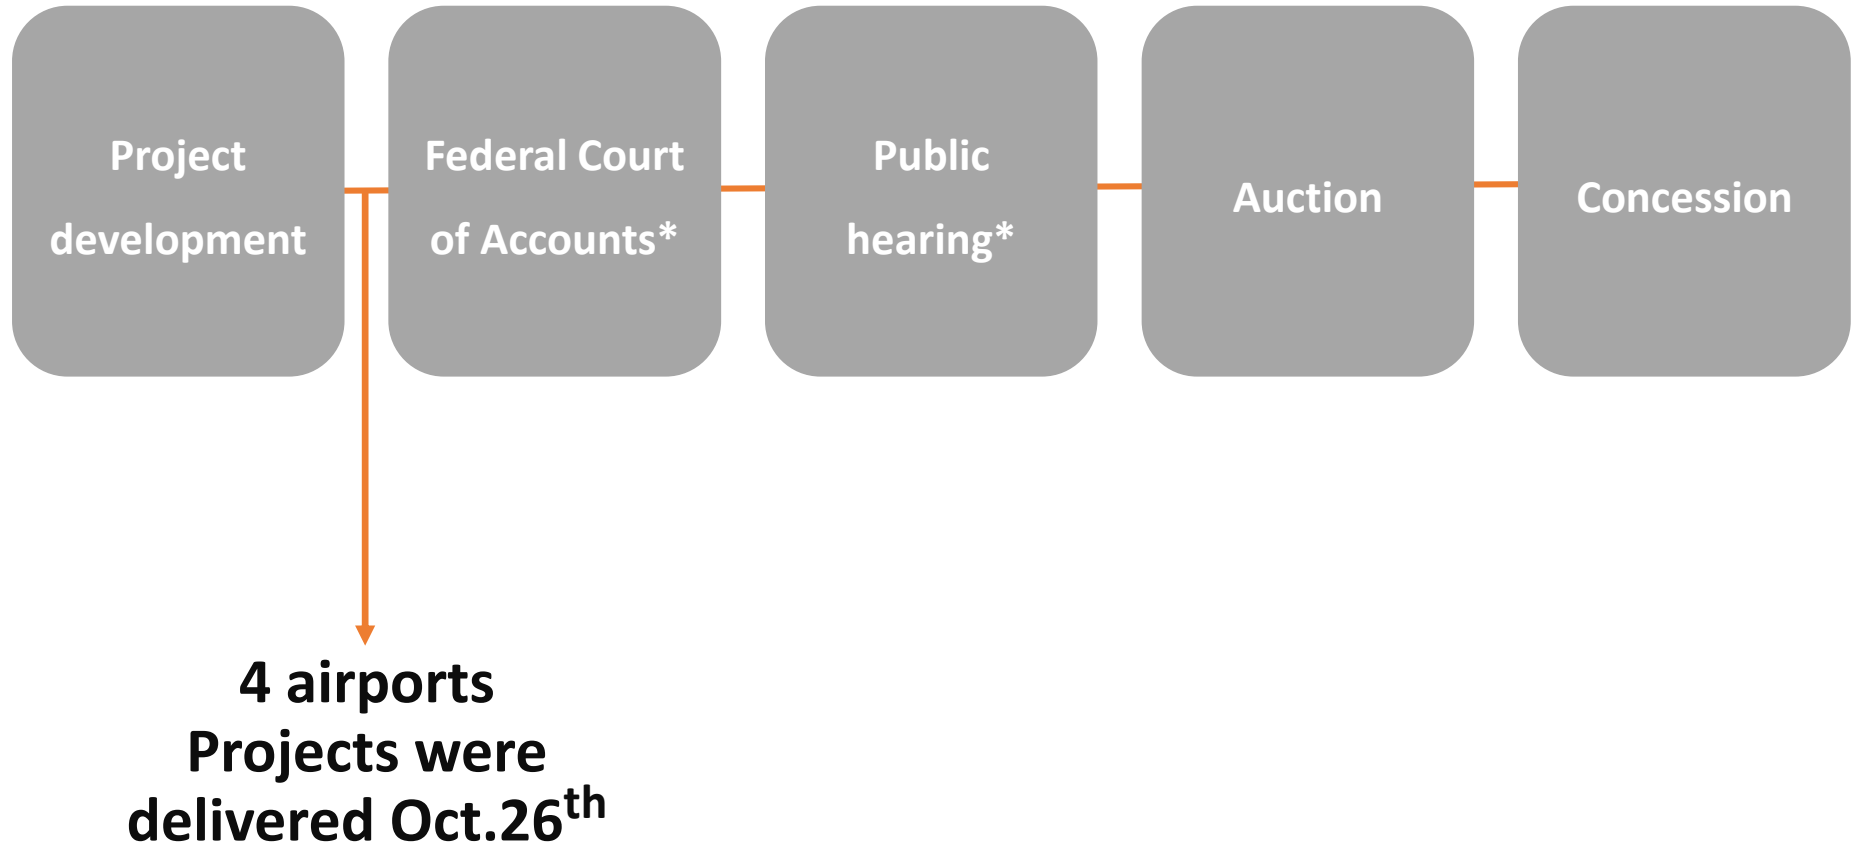 Project
development
Federal Court
of Accounts*
Public
hearing*
Auction
Concession
4 airports
Projects were
delivered Oct.26th